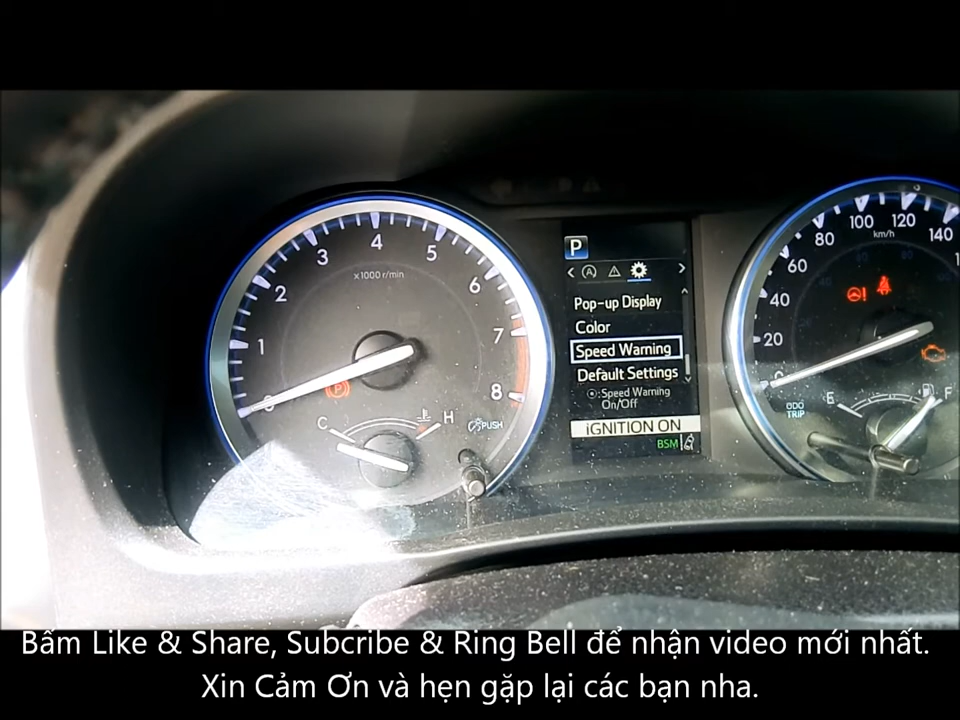 4
3
5
x1000 r/min
2
6
1
7
0
8
P
C
H
PUSH
P
A
Pop-up Display
Color
Speed Warning
Default Settings
:Speed Warning
On/Off
IGNITION ON
BSM
100
120
80
km/h
140
60
40
20
ODO
TRIP
E
F
Bấm Like & Share, Subcribe & Ring Bell để nhận video mới nhất.
Xin Cảm Ơn và hẹn gặp lại các bạn nha.